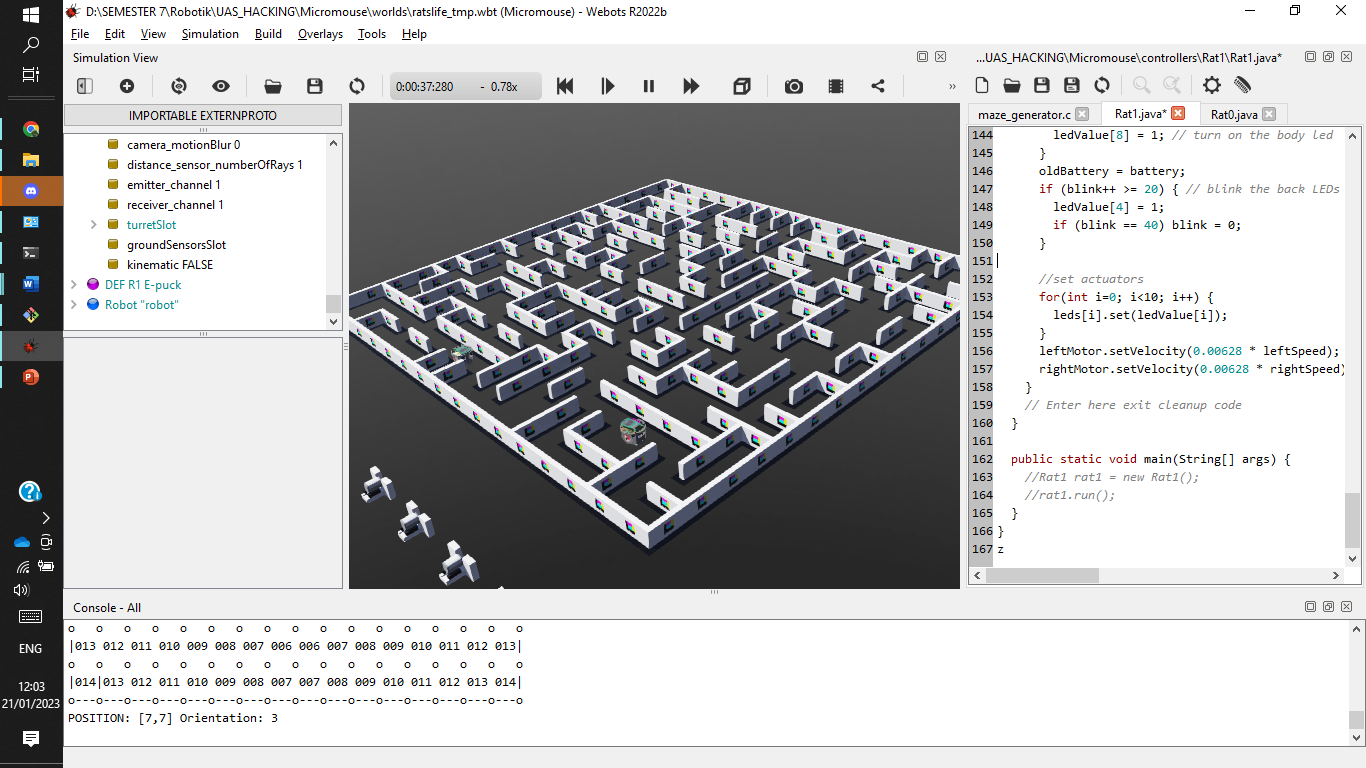 D:\SEMESTER 7\Robotik\UAS_HACKING\Micromouse\worlds\ratslife_tmp.wbt (Micromouse) - Webots R2022b
File Edit View Simulation Build Overlays Tools Help
Simulation View
0:00:37:280 - 0.78x
»
IMPORTABLE EXTERNPROTO
camera_motionBlur 0
distance_sensor_numberOfRays 1
emitter_channel 1
receiver_channel 1
turretSlot
groundSensorsSlot
kinematic FALSE
DEF R1 E-puck
Robot "robot"
...UAS_HACKING\Micromouse\controllers\Rat1\Rat1.java*
»
maze_generator.c Rat1.java* Rat0.java
144 ledValue[8] = 1; // turn on the body led
145 }
146 oldBattery = battery;
147 if (blink++ >= 20) { // blink the back LEDs
148 ledValue[4] = 1;
149 if (blink == 40) blink = 0;
150 }
151
152 //set actuators
153 for(int i=0; i<10; i++) {
154 leds[i].set(ledValue[i]);
155 }
156 leftMotor.setVelocity(0.00628 * leftSpeed);
157 rightMotor.setVelocity(0.00628 * rightSpeed)
158 }
159 // Enter here exit cleanup code
160 }
161
162 public static void main(String[] args) {
163 //Rat1 rat1 = new Rat1();
164 //rat1.run();
165 }
166 }
167 z
Console - All
o o o o o o o o o o o o o o o o o
|013 012 011 010 009 008 007 006 006 007 008 009 010 011 012 013|
o o o o o o o o o o o o o o o o o
|014|013 012 011 010 009 008 007 007 008 009 010 011 012 013 014|
o---o---o---o---o---o---o---o---o---o---o---o---o---o---o---o---o
POSITION: [7,7] Orientation: 3
ENG
12:03
21/01/2023